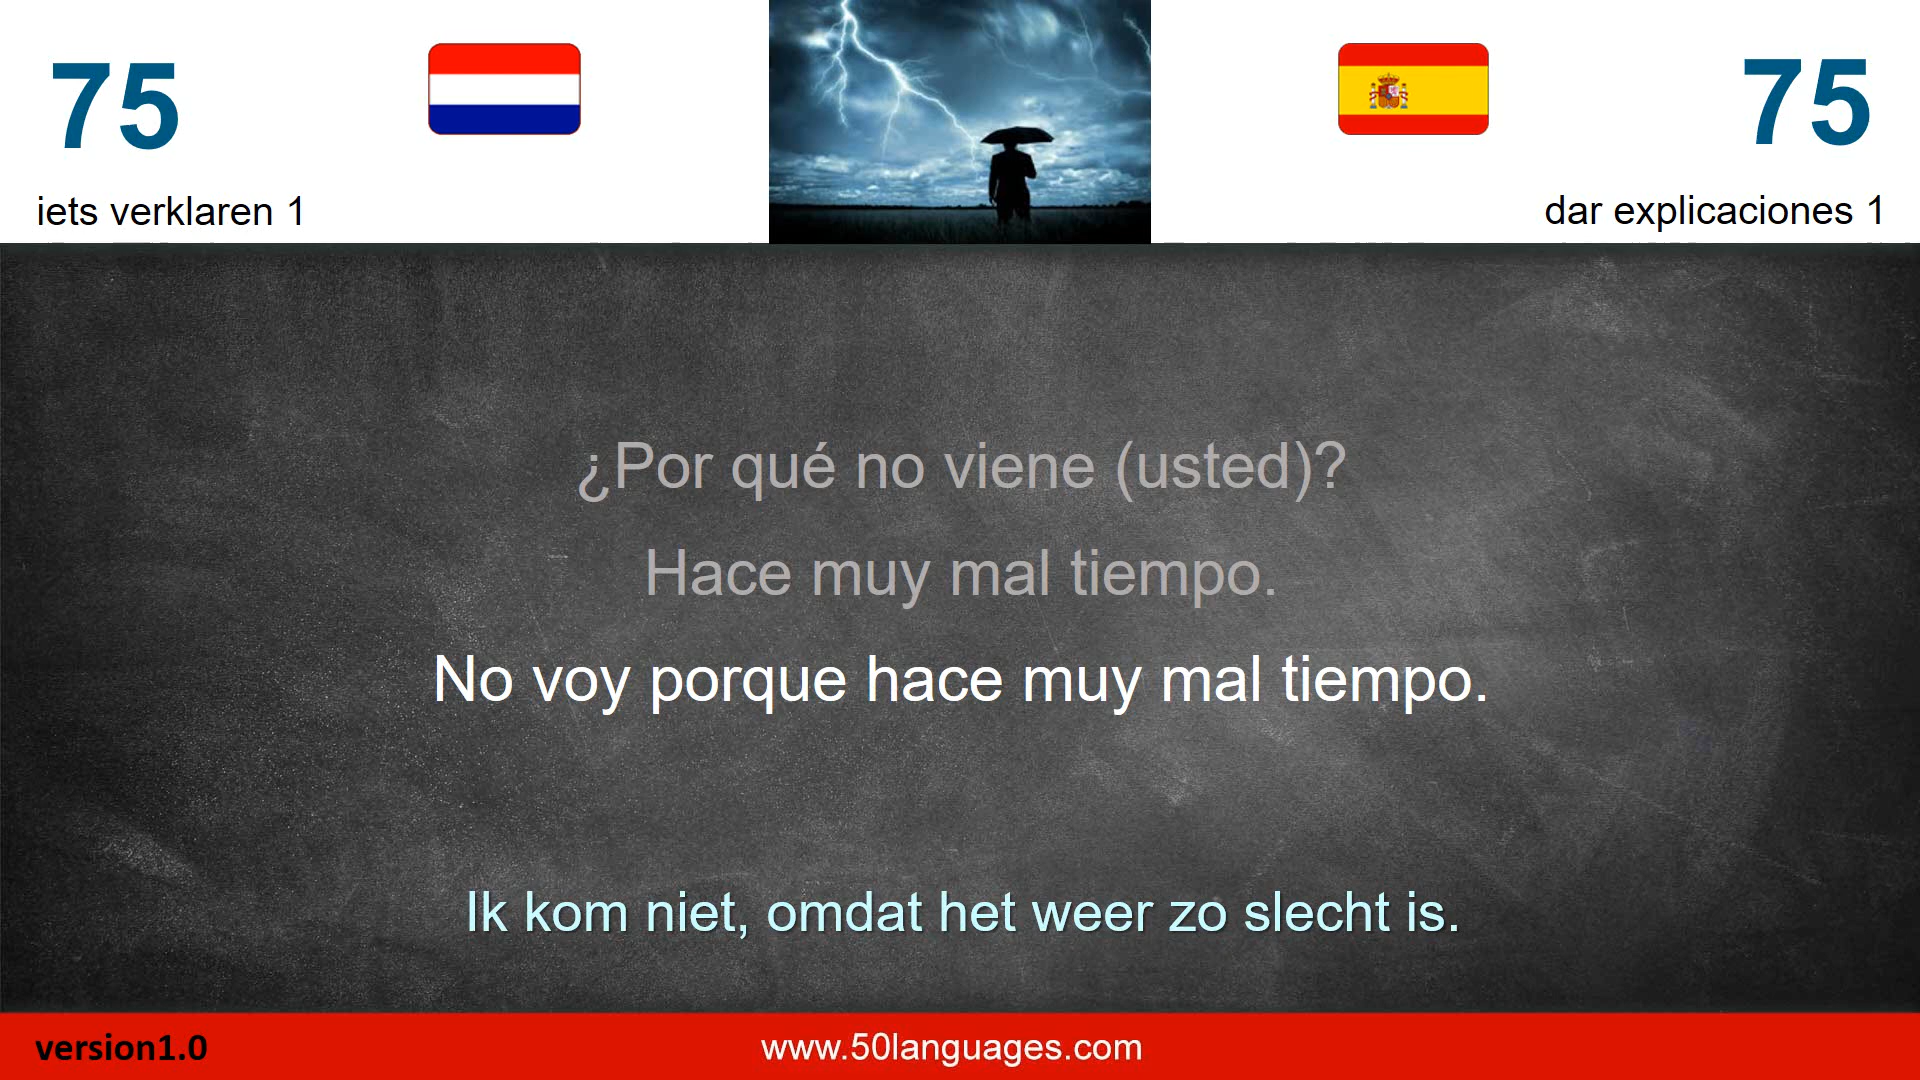 75
75
iets verklaren 1
dar explicaciones 1
¿Por qué no viene (usted)?
Hace muy mal tiempo.
No voy porque hace muy mal tiempo.
Ik kom niet, omdat het weer zo slecht is.
version1.0
www.50languages.com